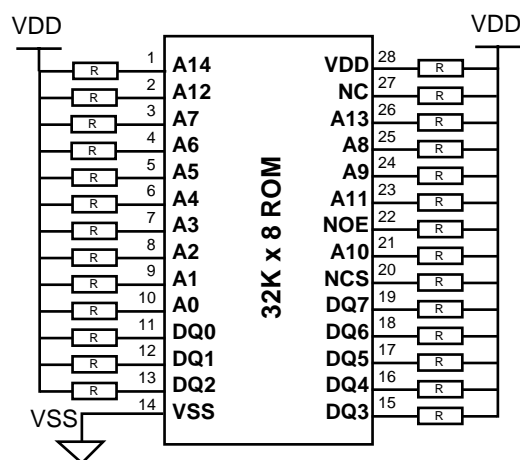 VDD
VDD
R 1 A14 VDD 28 R
R 2 A12 NC 27 R
R 3 A7 A13 26 R
R 4 A6 A8 25 R
R 5 A5 A9 24 R
R 6 A4 A11 23 R
R 7 A3 NOE 22 R
R 8 A2 A10 21 R
R 9 A1 NCS 20 R
R 10 A0 DQ7 19 R
R 11 DQ0 DQ6 18 R
R 12 DQ1 DQ5 17 R
R 13 DQ2 DQ4 16 R
VSS 14 VSS DQ3 15 R
32K x 8 ROM